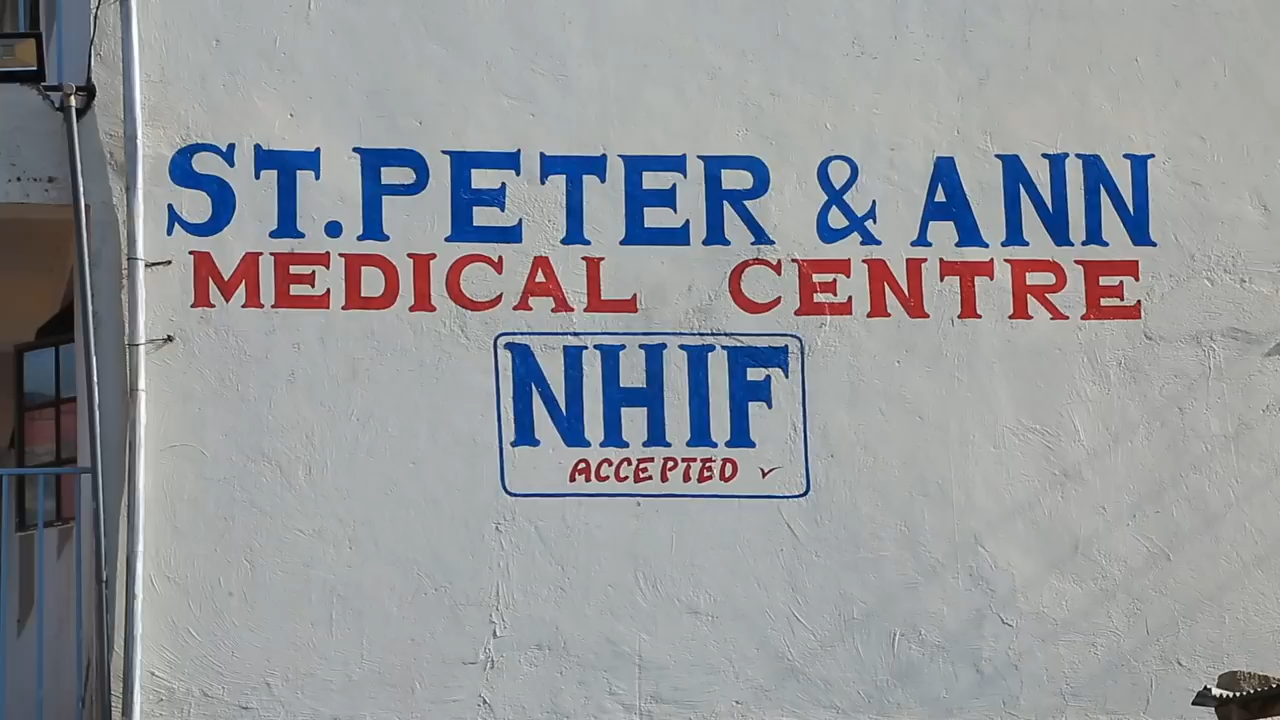 ST. PETER & ANN
MEDICAL CENTRE
NHIF
ACCEPTED ✓